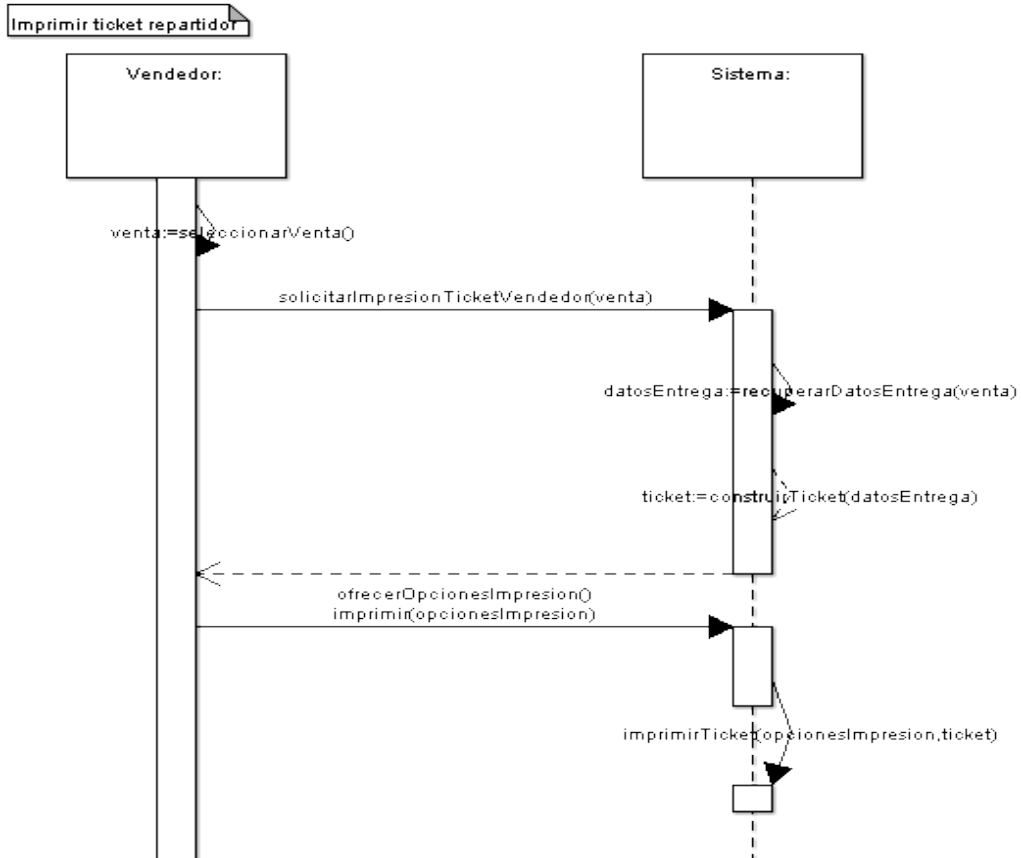 Imprimir ticket repartidor
Vendedor:
Sistema:
venta:=seleccionarVenta()
solicitarImpresionTicketVendedor(venta)
datosEntrega:=recuperarDatosEntrega(venta)
ticket:=construirTicket(datosEntrega)
ofrecerOpcionesImpresion()
imprimir(opcionesImpresion)
imprimirTicket(opcionesImpresion,ticket)